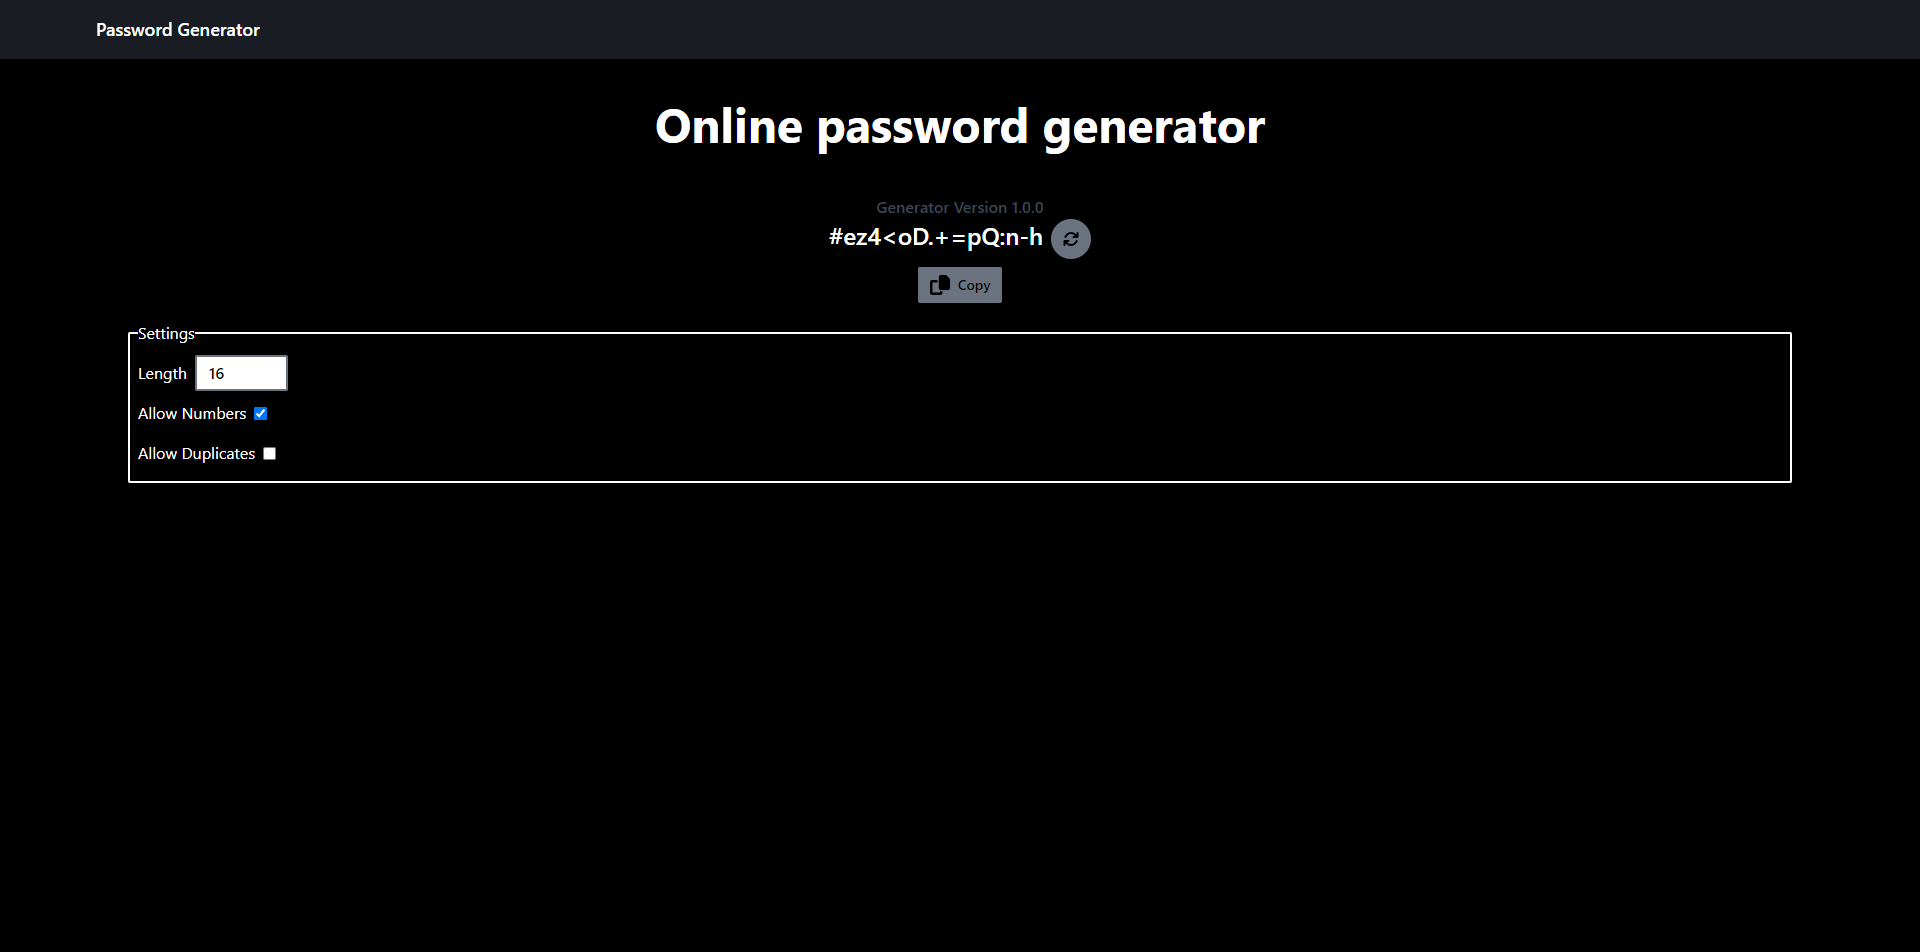 Password Generator
Online password generator
Generator Version 1.0.0
#ez4<oD.+=pQ:n-h
Copy
Settings
Length 16
Allow Numbers
Allow Duplicates